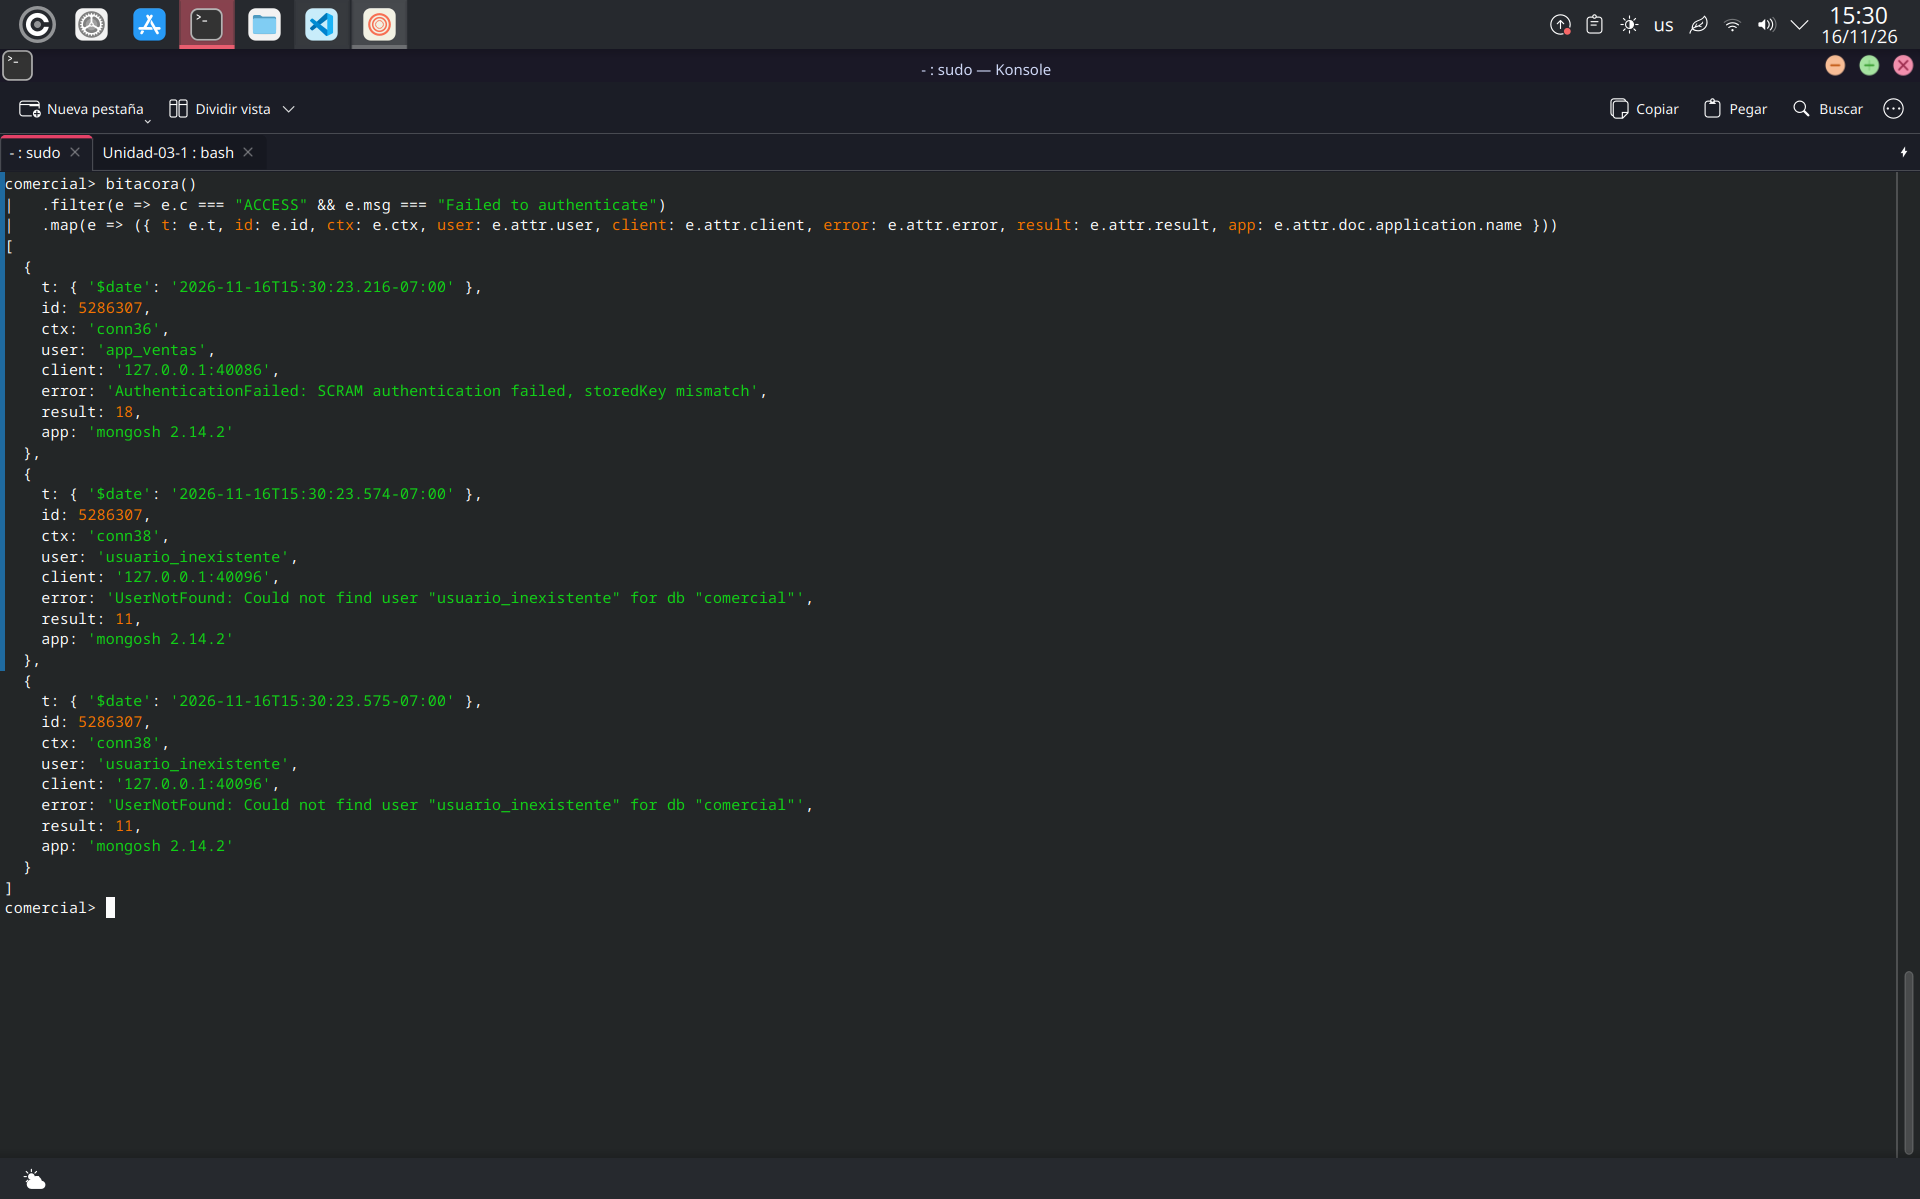 us
15:30
16/11/26
- : sudo — Konsole
Nueva pestaña
Dividir vista
Copiar
Pegar
Buscar
- : sudo
Unidad-03-1 : bash
comercial> bitacora()
|   .filter(e => e.c === "ACCESS" && e.msg === "Failed to authenticate")
|   .map(e => ({ t: e.t, id: e.id, ctx: e.ctx, user: e.attr.user, client: e.attr.client, error: e.attr.error, result: e.attr.result, app: e.attr.doc.application.name }))
[
  {
    t: { '$date': '2026-11-16T15:30:23.216-07:00' },
    id: 5286307,
    ctx: 'conn36',
    user: 'app_ventas',
    client: '127.0.0.1:40086',
    error: 'AuthenticationFailed: SCRAM authentication failed, storedKey mismatch',
    result: 18,
    app: 'mongosh 2.14.2'
  },
  {
    t: { '$date': '2026-11-16T15:30:23.574-07:00' },
    id: 5286307,
    ctx: 'conn38',
    user: 'usuario_inexistente',
    client: '127.0.0.1:40096',
    error: 'UserNotFound: Could not find user "usuario_inexistente" for db "comercial"',
    result: 11,
    app: 'mongosh 2.14.2'
  },
  {
    t: { '$date': '2026-11-16T15:30:23.575-07:00' },
    id: 5286307,
    ctx: 'conn38',
    user: 'usuario_inexistente',
    client: '127.0.0.1:40096',
    error: 'UserNotFound: Could not find user "usuario_inexistente" for db "comercial"',
    result: 11,
    app: 'mongosh 2.14.2'
  }
]
comercial>